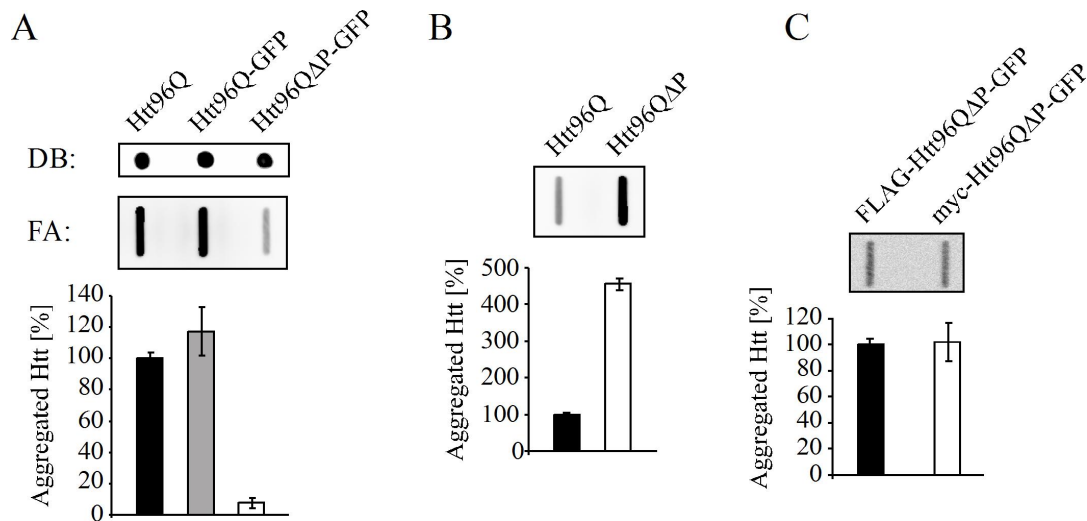 A
Htt96Q
Htt96Q-GFP
Htt96QΔP-GFP
DB:
FA:
Aggregated Htt [%]
140
120
100
80
60
40
20
0
B
Htt96Q
Htt96QΔP
Aggregated Htt [%]
500
400
300
200
100
0
C
FLAG-Htt96QΔP-GFP
myc-Htt96QΔP-GFP
Aggregated Htt [%]
120
100
80
60
40
20
0